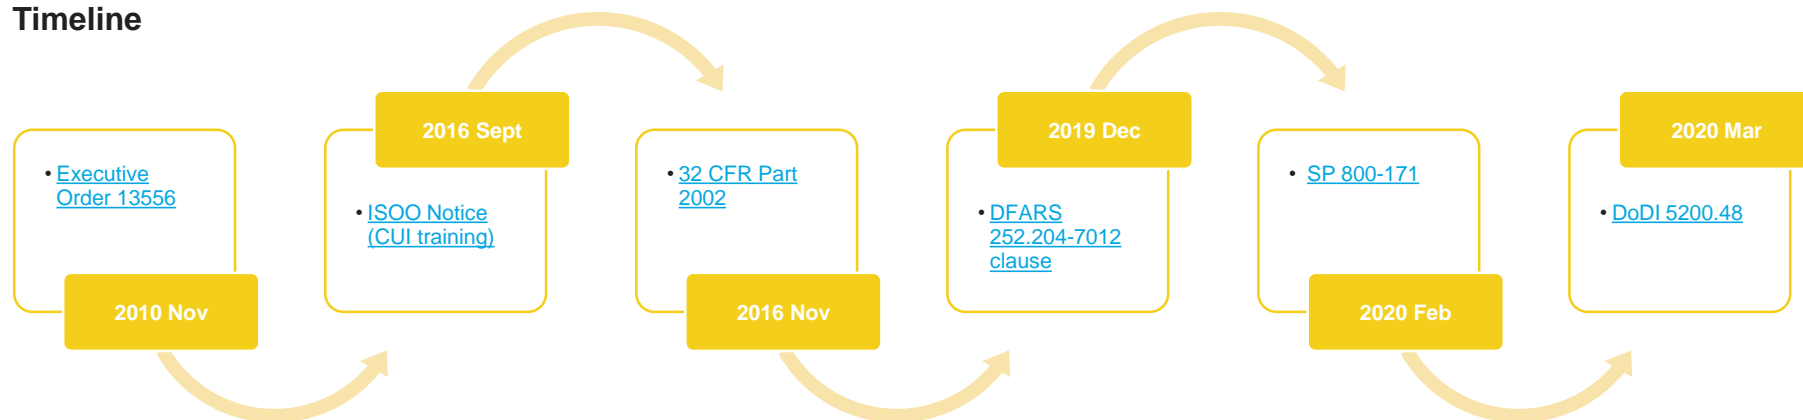 Timeline
• Executive
Order 13556
2010 Nov
2016 Sept
• ISOO Notice
(CUI training)
• 32 CFR Part
2002
2016 Nov
2019 Dec
• DFARS
252.204-7012
clause
• SP 800-171
2020 Feb
2020 Mar
• DoDI 5200.48